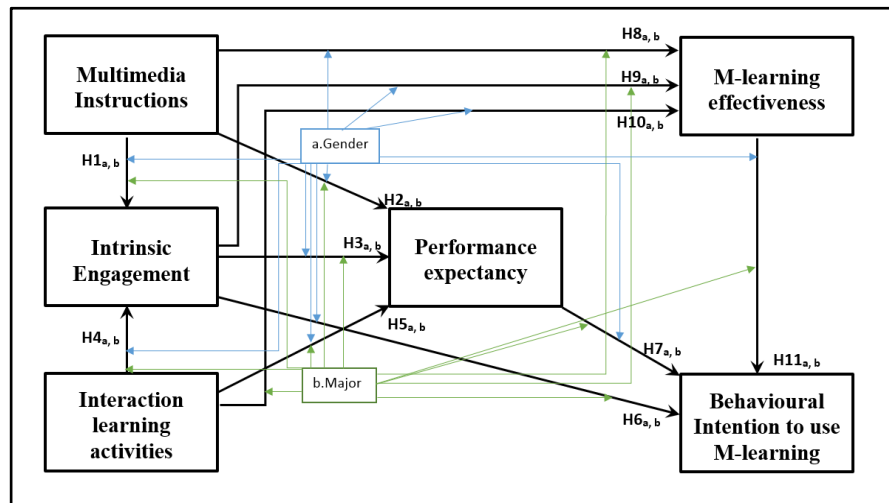 H8a, b
Multimedia
Instructions
H9a, b
M-learning
effectiveness
H10a, b
a.Gender
H1a, b
H2a, b
Intrinsic
Engagement
H3a, b
Performance
expectancy
H4a, b
H5a, b
H7a, b
H11a, b
Interaction
learning
activities
b.Major
H6a, b
Behavioural
Intention to use
M-learning